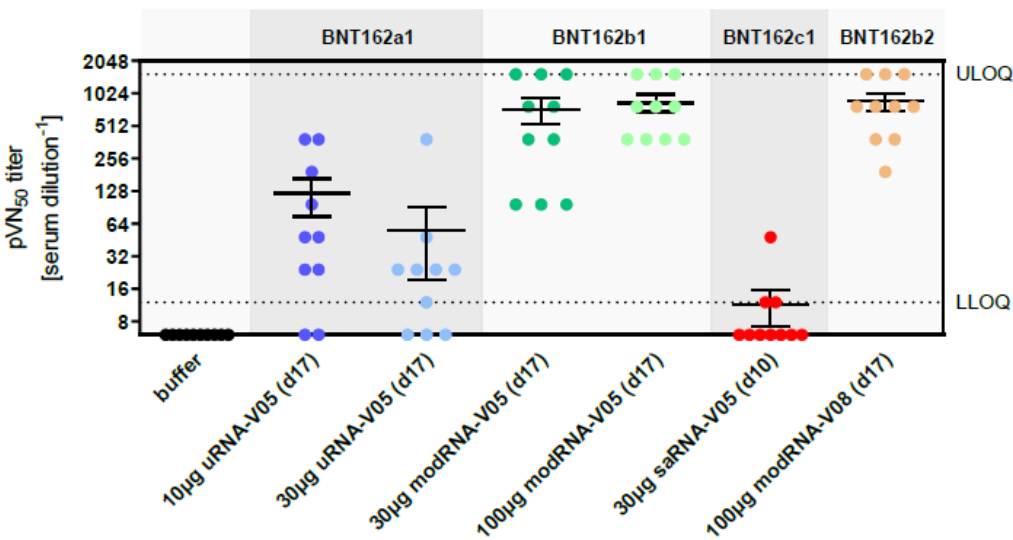 BNT162a1 BNT162b1 BNT162c1 BNT162b2
pVN50 titer
[serum dilution-1]
2048
1024
512
256
128
64
32
16
8
ULOQ
LLOQ
buffer
10µg uRNA-V05 (d17)
30µg uRNA-V05 (d17)
30µg modRNA-V05 (d17)
100µg modRNA-V05 (d17)
30µg saRNA-V05 (d10)
100µg modRNA-V08 (d17)